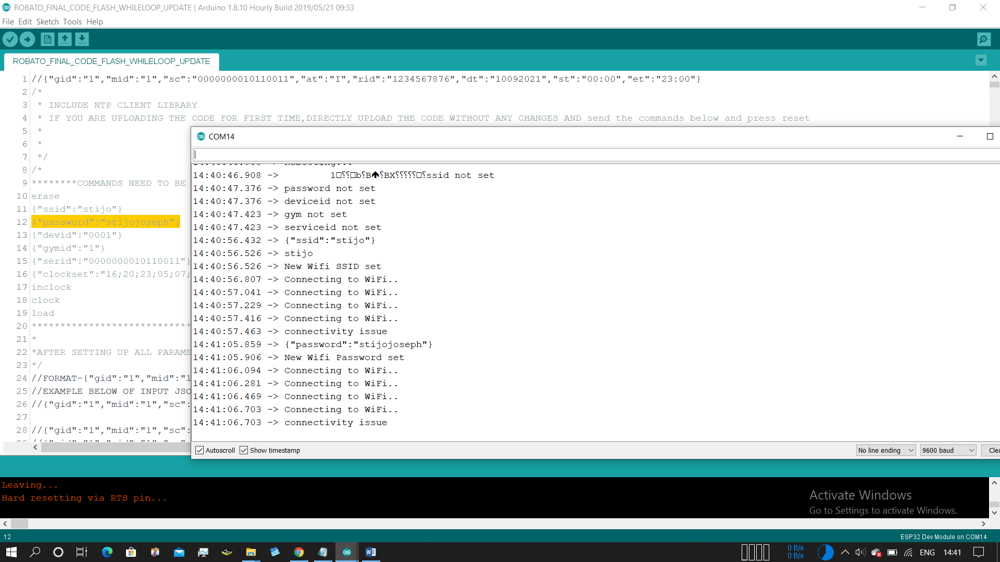 ROBATO_FINAL_CODE_FLASH_WHILELOOP_UPDATE | Arduino 1.8.10 Hourly Build 2019/05/21 09:33
File Edit Sketch Tools Help
ROBATO_FINAL_CODE_FLASH_WHILELOOP_UPDATE
1 //{"gid":"1","mid":"1","sc":"0000000010110011","at":"I","rid":"1234567876","dt":"10092021","st":"00:00","et":"23:00"}
2 /*
3 * INCLUDE NTP CLIENT LIBRARY
4 * IF YOU ARE UPLOADING THE CODE FOR FIRST TIME,DIRECTLY UPLOAD THE CODE WITHOUT ANY CHANGES AND send the commands below and press reset
5 *
6 *
7 */
8 /*
9 ********COMMANDS NEED TO BE
10 erase
11 {"ssid":"stijo"}
12 {"password":"stijojoseph"}
13 {"devid":"0001"}
14 {"gymid":"1"}
15 {"serid":"0000000010110011"}
16 {"clockset":"16;20;23;05;07;
17 inclock
18 clock
19 load
20 ****************************
21 *
22 *AFTER SETTING UP ALL PARAME
23 */
24 //FORMAT-{"gid":"1","mid":"1
25 //EXAMPLE BELOW OF INPUT JSO
26 //{"gid":"1","mid":"1","sc":
27
28 //{"gid":"1","mid":"1","sc":
COM14
14:40:46.908 -> 1□⸮⸮□b⸮B🡅⸮BX⸮⸮⸮⸮⸮□⸮ssid not set
14:40:47.376 -> password not set
14:40:47.376 -> deviceid not set
14:40:47.423 -> gym not set
14:40:47.423 -> serviceid not set
14:40:56.432 -> {"ssid":"stijo"}
14:40:56.526 -> stijo
14:40:56.526 -> New Wifi SSID set
14:40:56.807 -> Connecting to WiFi..
14:40:57.041 -> Connecting to WiFi..
14:40:57.229 -> Connecting to WiFi..
14:40:57.416 -> Connecting to WiFi..
14:40:57.463 -> connectivity issue
14:41:05.859 -> {"password":"stijojoseph"}
14:41:05.906 -> New Wifi Password set
14:41:06.094 -> Connecting to WiFi..
14:41:06.281 -> Connecting to WiFi..
14:41:06.469 -> Connecting to WiFi..
14:41:06.703 -> Connecting to WiFi..
14:41:06.703 -> connectivity issue
Autoscroll Show timestamp No line ending 9600 baud Clea
Leaving...
Hard resetting via RTS pin...
Activate Windows
Go to Settings to activate Windows.
12 ESP32 Dev Module on COM14
0 B/s
0 B/s
ENG 14:41